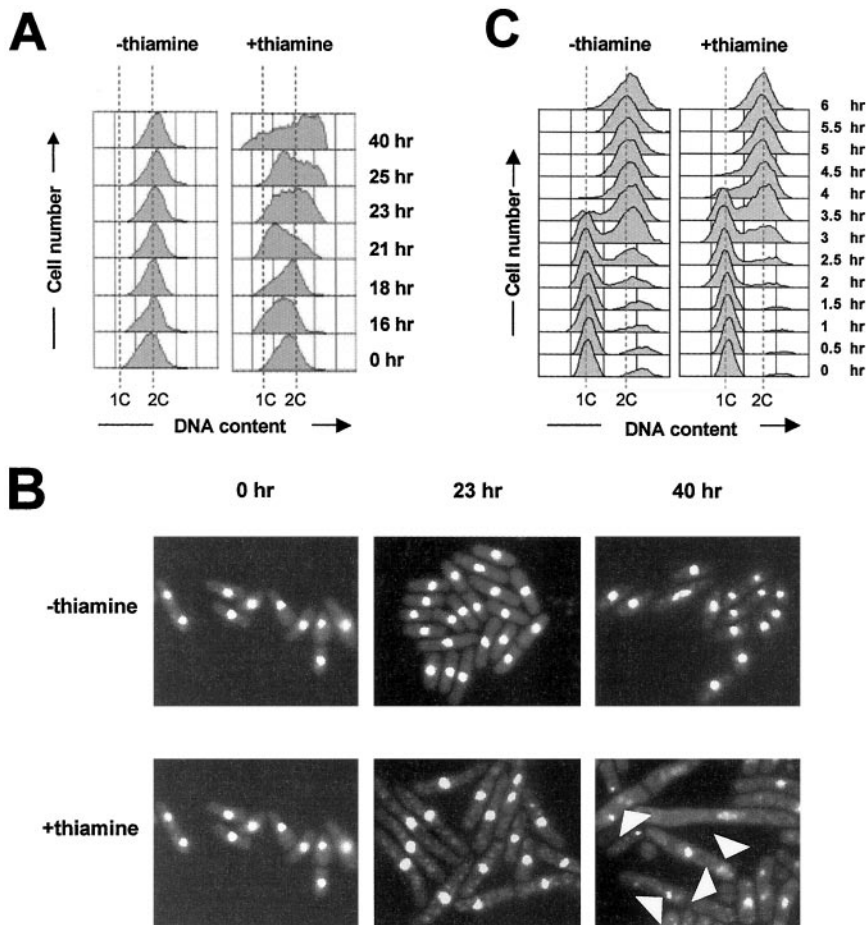 A
-thiamine +thiamine
40 hr
25 hr
23 hr
21 hr
18 hr
16 hr
0 hr
Cell number
1C 2C 1C 2C
DNA content
C
-thiamine +thiamine
6 hr
5.5 hr
5 hr
4.5 hr
4 hr
3.5 hr
3 hr
2.5 hr
2 hr
1.5 hr
1 hr
0.5 hr
0 hr
Cell number
1C 2C 1C 2C
DNA content
B
0 hr 23 hr 40 hr
-thiamine
+thiamine